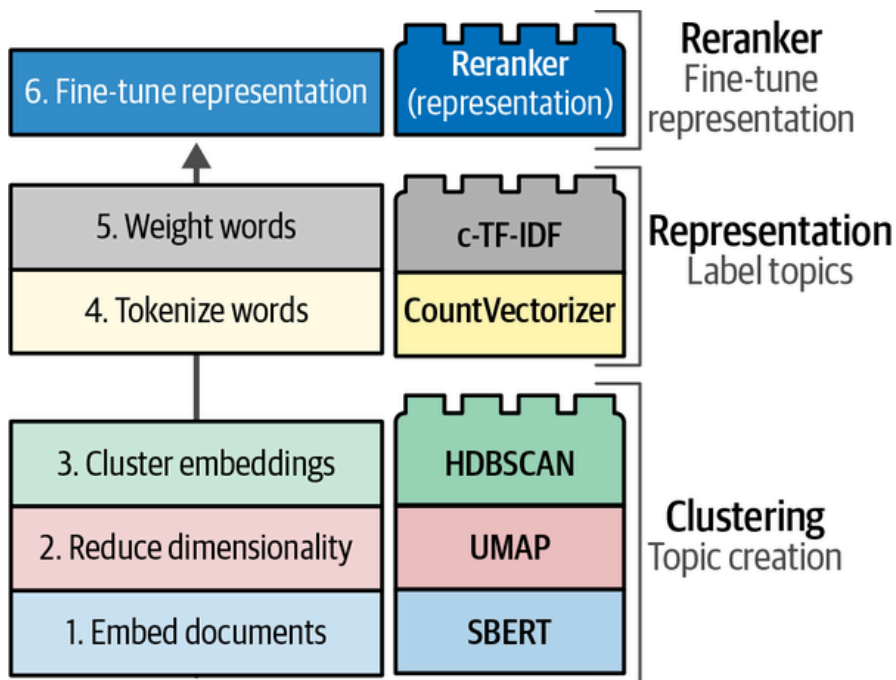 6. Fine-tune representation
Reranker
(representation)
Reranker
Fine-tune
representation
5. Weight words
c-TF-IDF
4. Tokenize words
CountVectorizer
Representation
Label topics
3. Cluster embeddings
HDBSCAN
2. Reduce dimensionality
UMAP
1. Embed documents
SBERT
Clustering
Topic creation